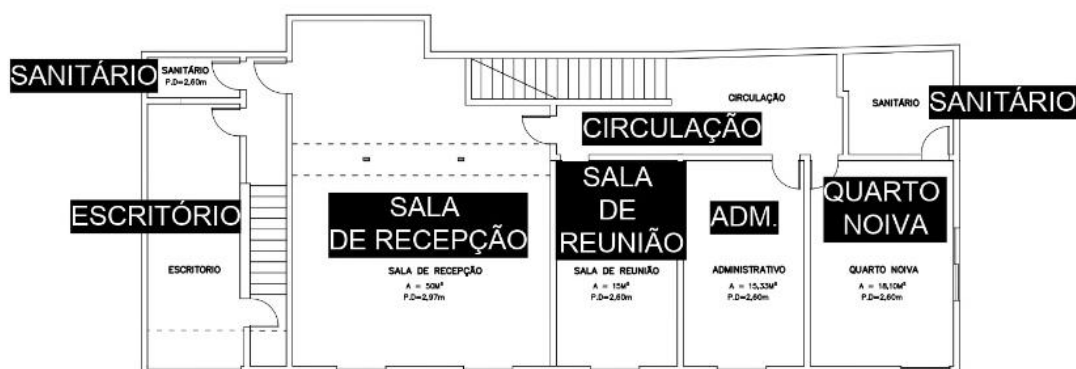 SANITÁRIO
SANITÁRIO
P.D=2,60m
CIRCULAÇÃO
CIRCULAÇÃO
SANITÁRIO
SANITÁRIO
ESCRITÓRIO
ESCRITORIO
SALA
DE RECEPÇÃO
SALA DE RECEPÇÃO
A = 50M²
P.D=2,97m
SALA
DE
REUNIÃO
SALA DE REUNIÃO
A = 15M²
P.D=2,60m
ADM.
ADMINISTRATIVO
A = 15,33M²
P.D=2,60m
QUARTO
NOIVA
QUARTO NOIVA
A = 18,10M²
P.D=2,60m